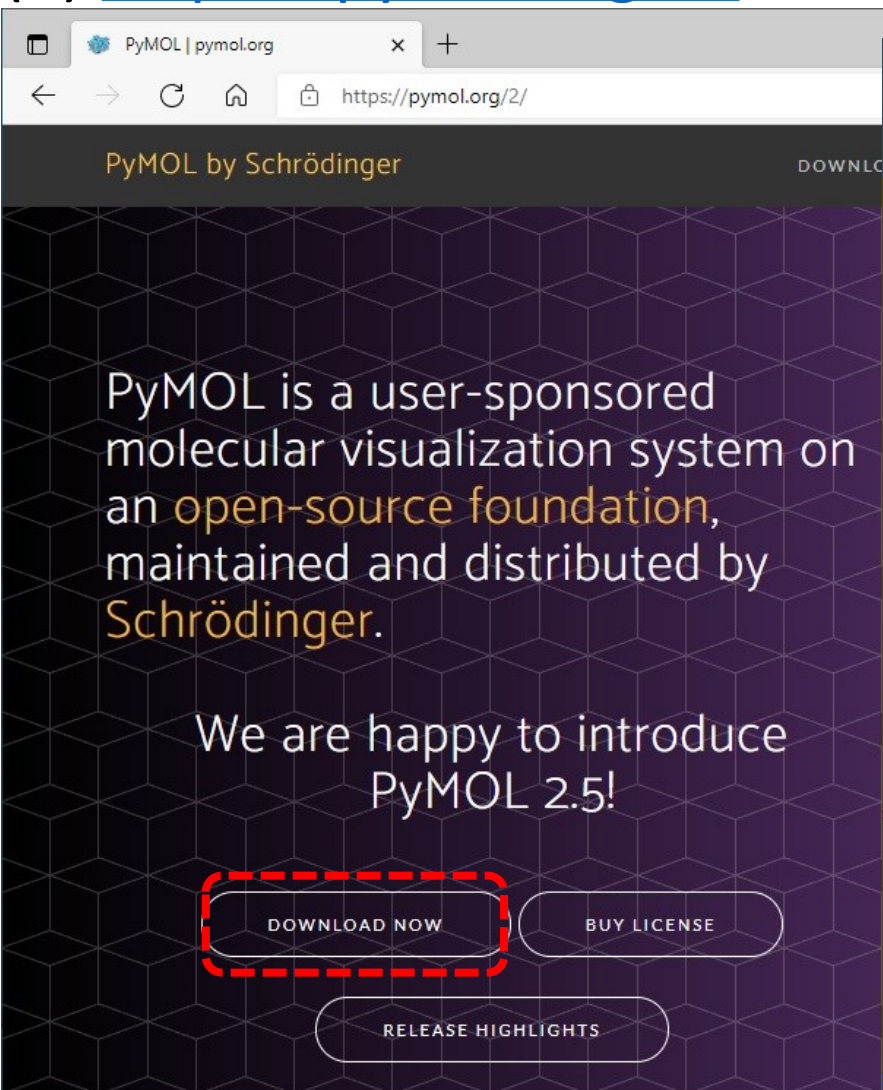 PyMOL | pymol.org
https://pymol.org/2/
PyMOL by Schrödinger
PyMOL is a user-sponsored
molecular visualization system on
an open-source foundation,
maintained and distributed by
Schrödinger.
We are happy to introduce
PyMOL 2.5!
DOWNLOAD NOW
BUY LICENSE
RELEASE HIGHLIGHTS